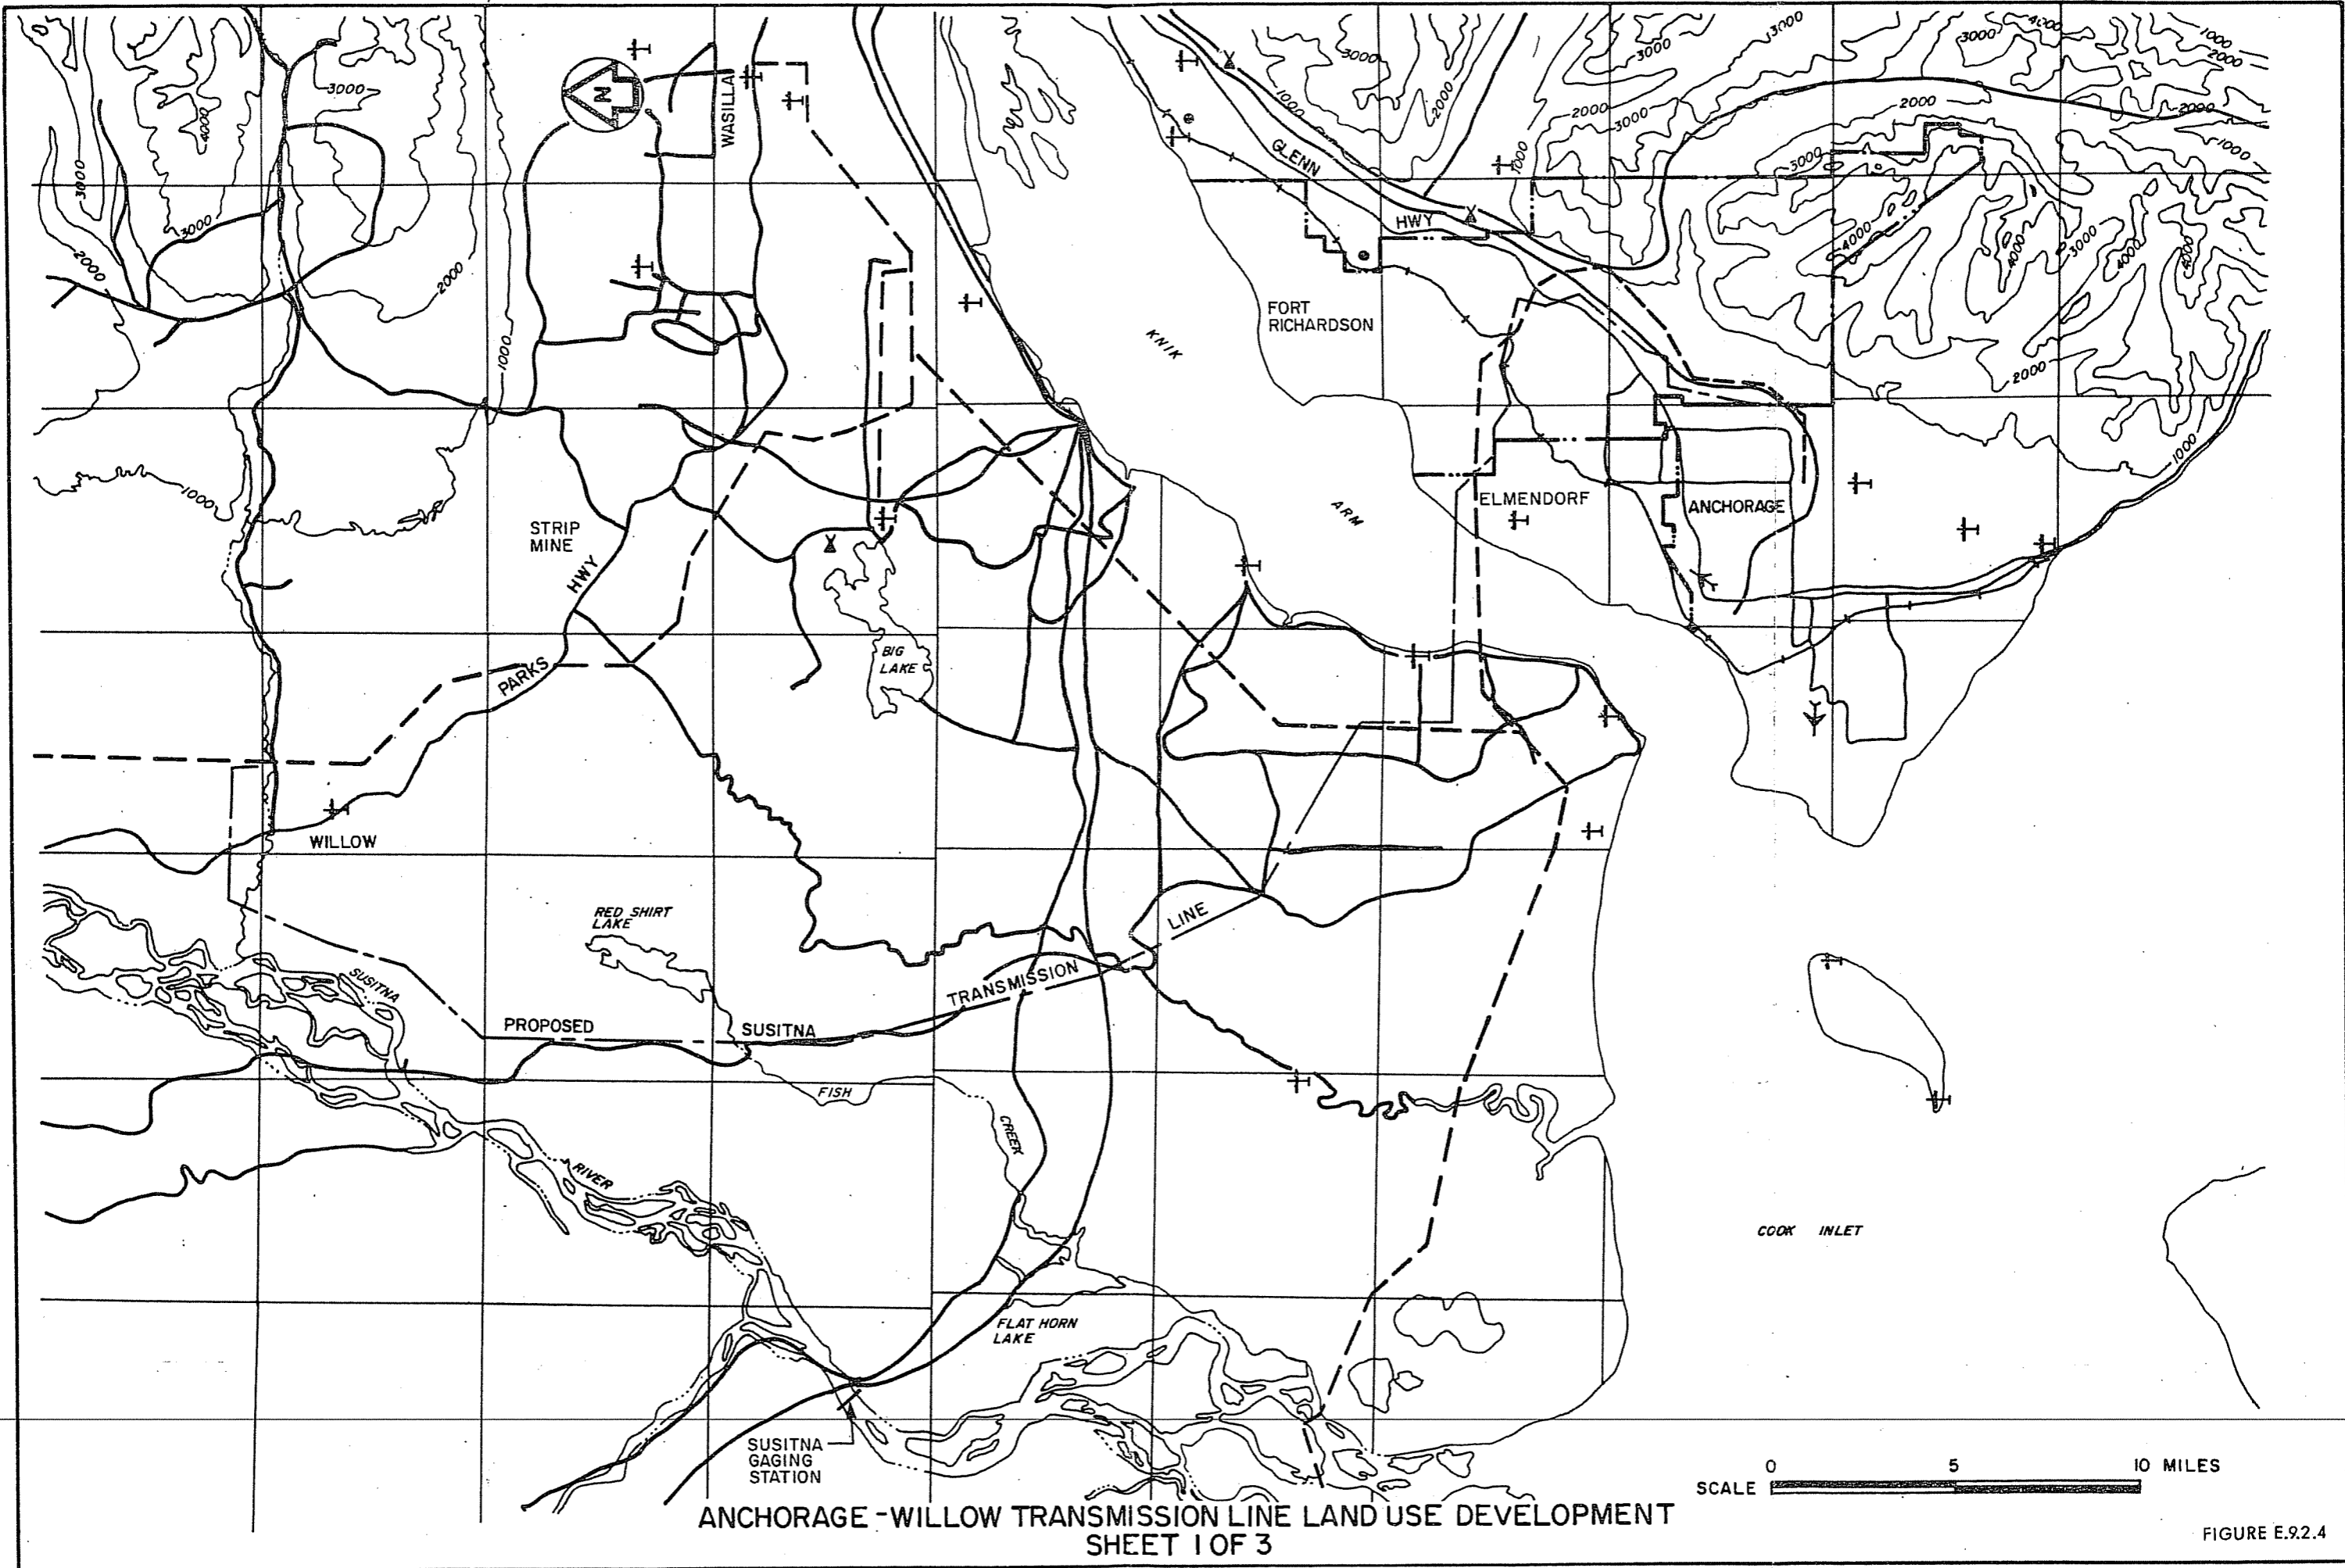 3000
4000
3000
3000
2000
2000
1000
1000
N
WASILLA
1000
GLENN
HWY
3000
2000
1000
3000
3000
2000
3000
3000
4000
1000
2000
2000
2000
1000
3000
4000
4000
3000
4000
4000
2000
1000
FORT
RICHARDSON
KNIK
ARM
ELMENDORF
ANCHORAGE
STRIP
MINE
PARKS
HWY
BIG
LAKE
WILLOW
RED SHIRT
LAKE
SUSITNA
RIVER
PROPOSED
SUSITNA
TRANSMISSION
LINE
FISH
CREEK
FLAT HORN
LAKE
COOK INLET
SUSITNA
GAGING
STATION
0 5 10 MILES
SCALE
ANCHORAGE-WILLOW TRANSMISSION LINE LAND USE DEVELOPMENT
SHEET 1 OF 3
FIGURE E.9.2.4